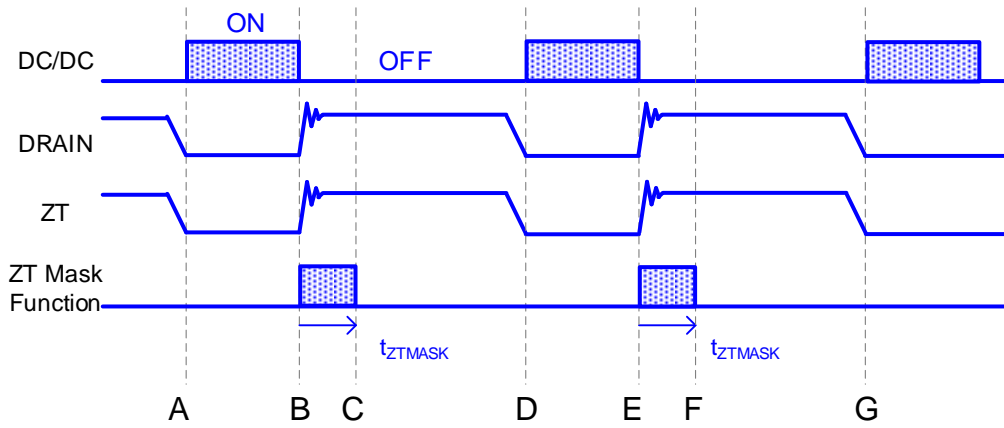 ON
DC/DC
OFF
DRAIN
ZT
ZT Mask
Function
tZTMASK
tZTMASK
A B C D E F G